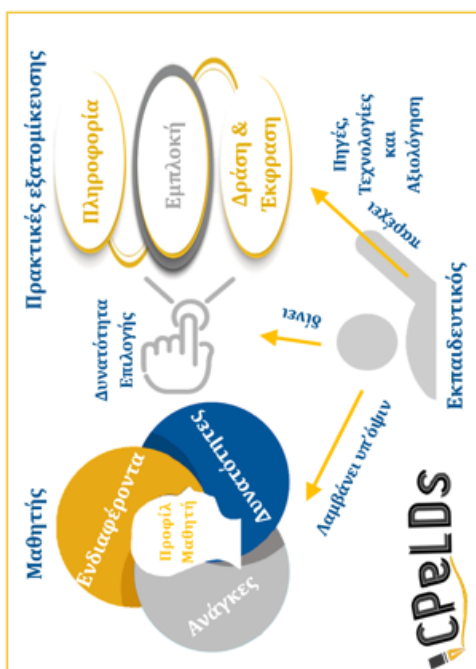 Μαθητής
Πρακτικές εξατομίκευσης
Ενδιαφέροντα
Προφίλ
Μαθητή
Ανάγκες
Δυνατότητες
Δυνατότητα
Επιλογής
Πληροφορία
Εμπλοκή
Δράση &
Έκφραση
Λαμβάνει υπ'όψιν
δίνει
παρέχει
Πηγές,
Τεχνολογίες
και
Αξιολόγηση
Εκπαιδευτικός
CPeLDs